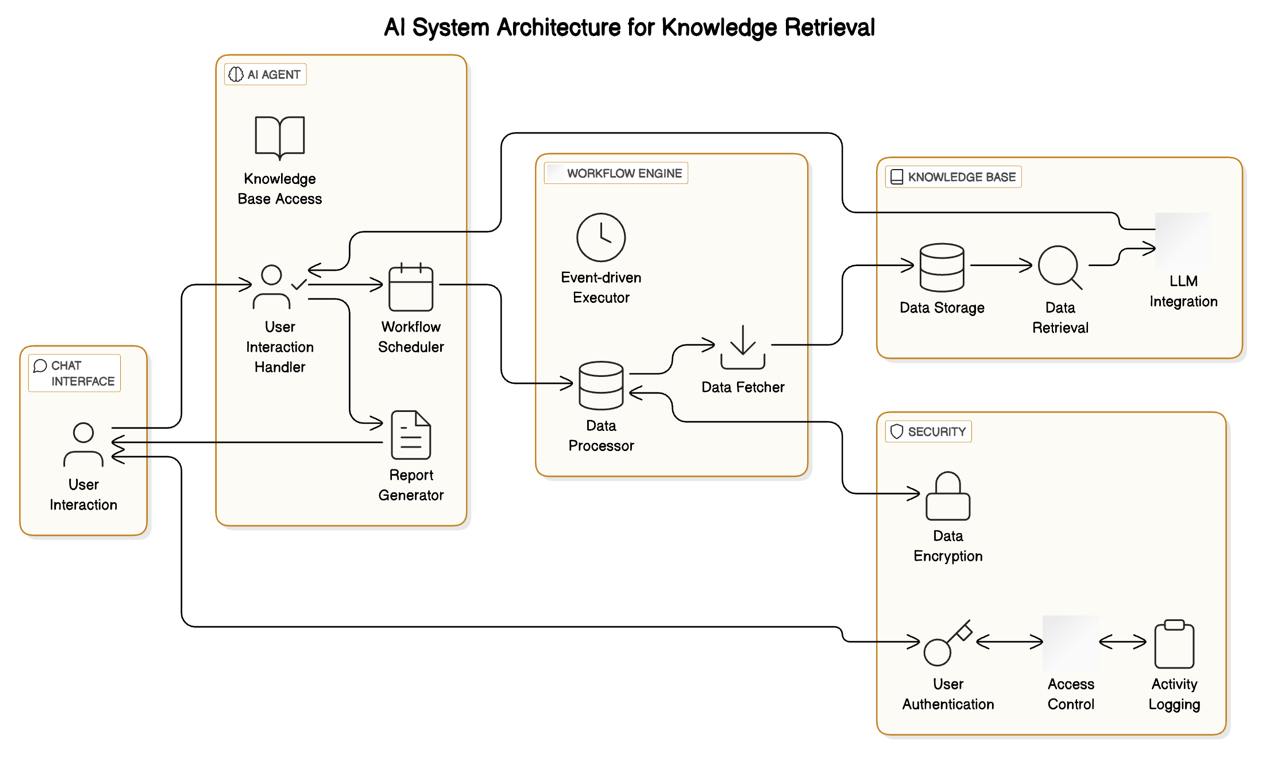 AI System Architecture for Knowledge Retrieval
AI AGENT
Knowledge
Base Access
User
Interaction
Handler
Workflow
Scheduler
Report
Generator
CHAT
INTERFACE
User
Interaction
WORKFLOW ENGINE
Event-driven
Executor
Data
Processor
Data Fetcher
KNOWLEDGE BASE
Data Storage
Data
Retrieval
LLM
Integration
SECURITY
Data
Encryption
User
Authentication
Access
Control
Activity
Logging